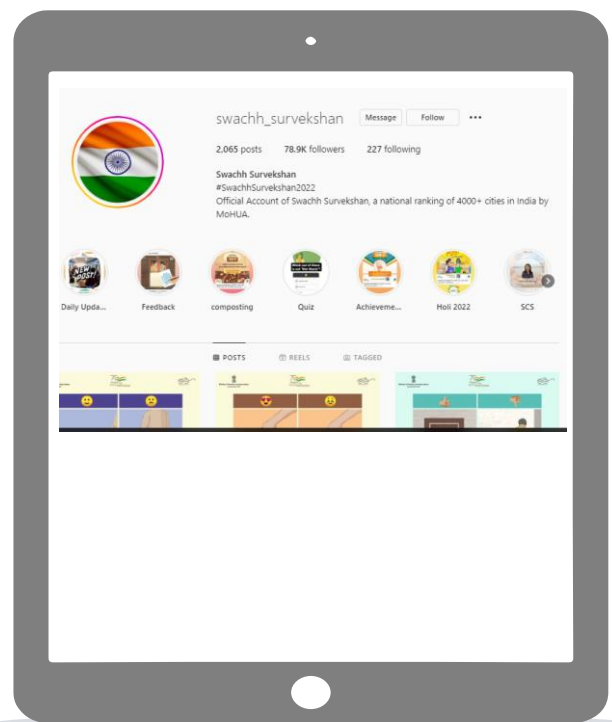 swachh_survekshan Message Follow •••
2,065 posts 78.9K followers 227 following
Swachh Survekshan
#SwachhSurvekshan2022
Official Account of Swachh Survekshan, a national ranking of 4000+ cities in India by
MoHUA.
NEW POST!
Daily Upda... Feedback composting Quiz Achieveme... Holi 2022 SCS
POSTS REELS TAGGED